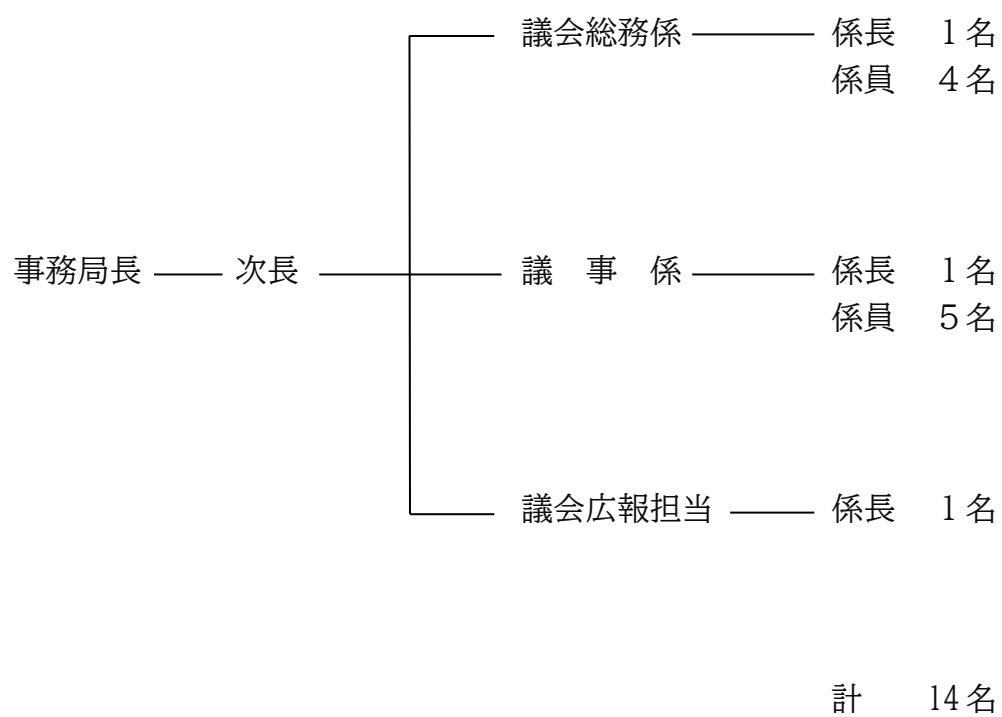 議会総務係 係長 1名
係員 4名
事務局長 次長 議 事 係 係長 1名
係員 5名
議会広報担当 係長 1名
計 14名